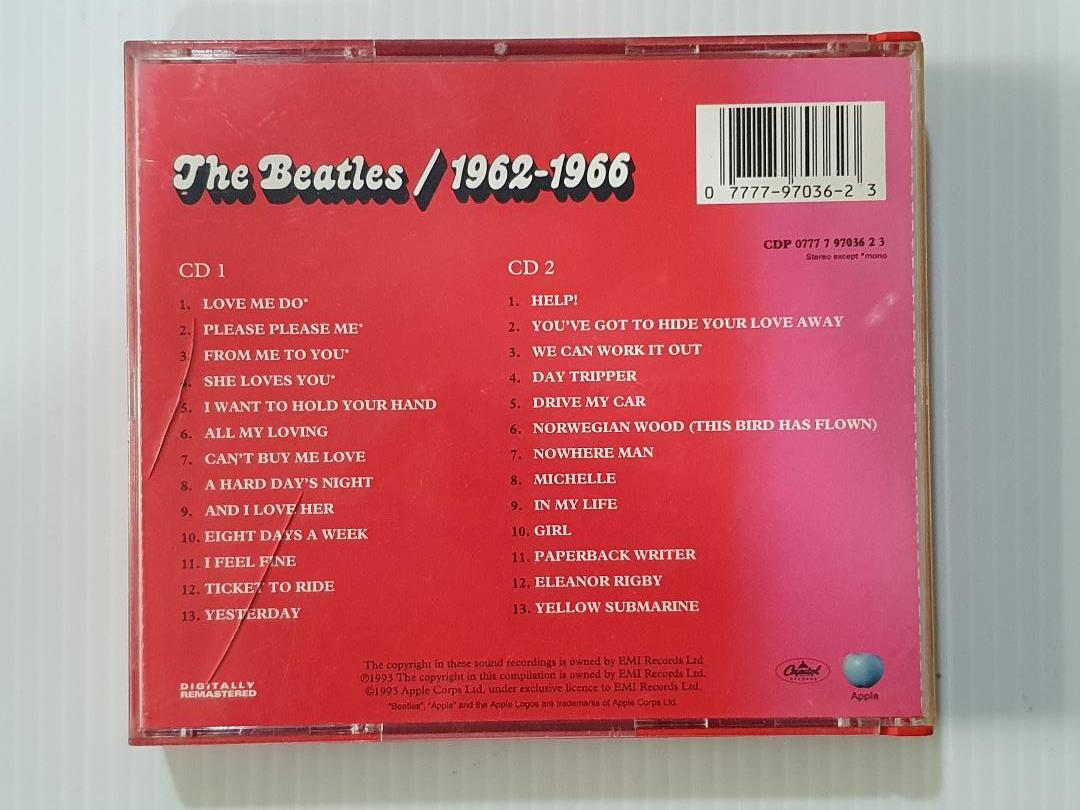 The Beatles / 1962-1966
0 7777-97036-2 3
CDP 0777 7 97036 2 3
Stereo except *mono
CD 1
1. LOVE ME DO*
2. PLEASE PLEASE ME*
3. FROM ME TO YOU*
4. SHE LOVES YOU*
5. I WANT TO HOLD YOUR HAND
6. ALL MY LOVING
7. CAN'T BUY ME LOVE
8. A HARD DAY'S NIGHT
9. AND I LOVE HER
10. EIGHT DAYS A WEEK
11. I FEEL FINE
12. TICKET TO RIDE
13. YESTERDAY
CD 2
1. HELP!
2. YOU'VE GOT TO HIDE YOUR LOVE AWAY
3. WE CAN WORK IT OUT
4. DAY TRIPPER
5. DRIVE MY CAR
6. NORWEGIAN WOOD (THIS BIRD HAS FLOWN)
7. NOWHERE MAN
8. MICHELLE
9. IN MY LIFE
10. GIRL
11. PAPERBACK WRITER
12. ELEANOR RIGBY
13. YELLOW SUBMARINE
DIGITALLY
REMASTERED
The copyright in these sound recordings is owned by EMI Records Ltd
℗1993 The copyright in this compilation is owned by EMI Records Ltd.
©1993 Apple Corps Ltd. under exclusive licence to EMI Records Ltd.
"Beatles", "Apple" and the Apple Logos are trademarks of Apple Corps Ltd.
Capitol
RECORDS
Apple